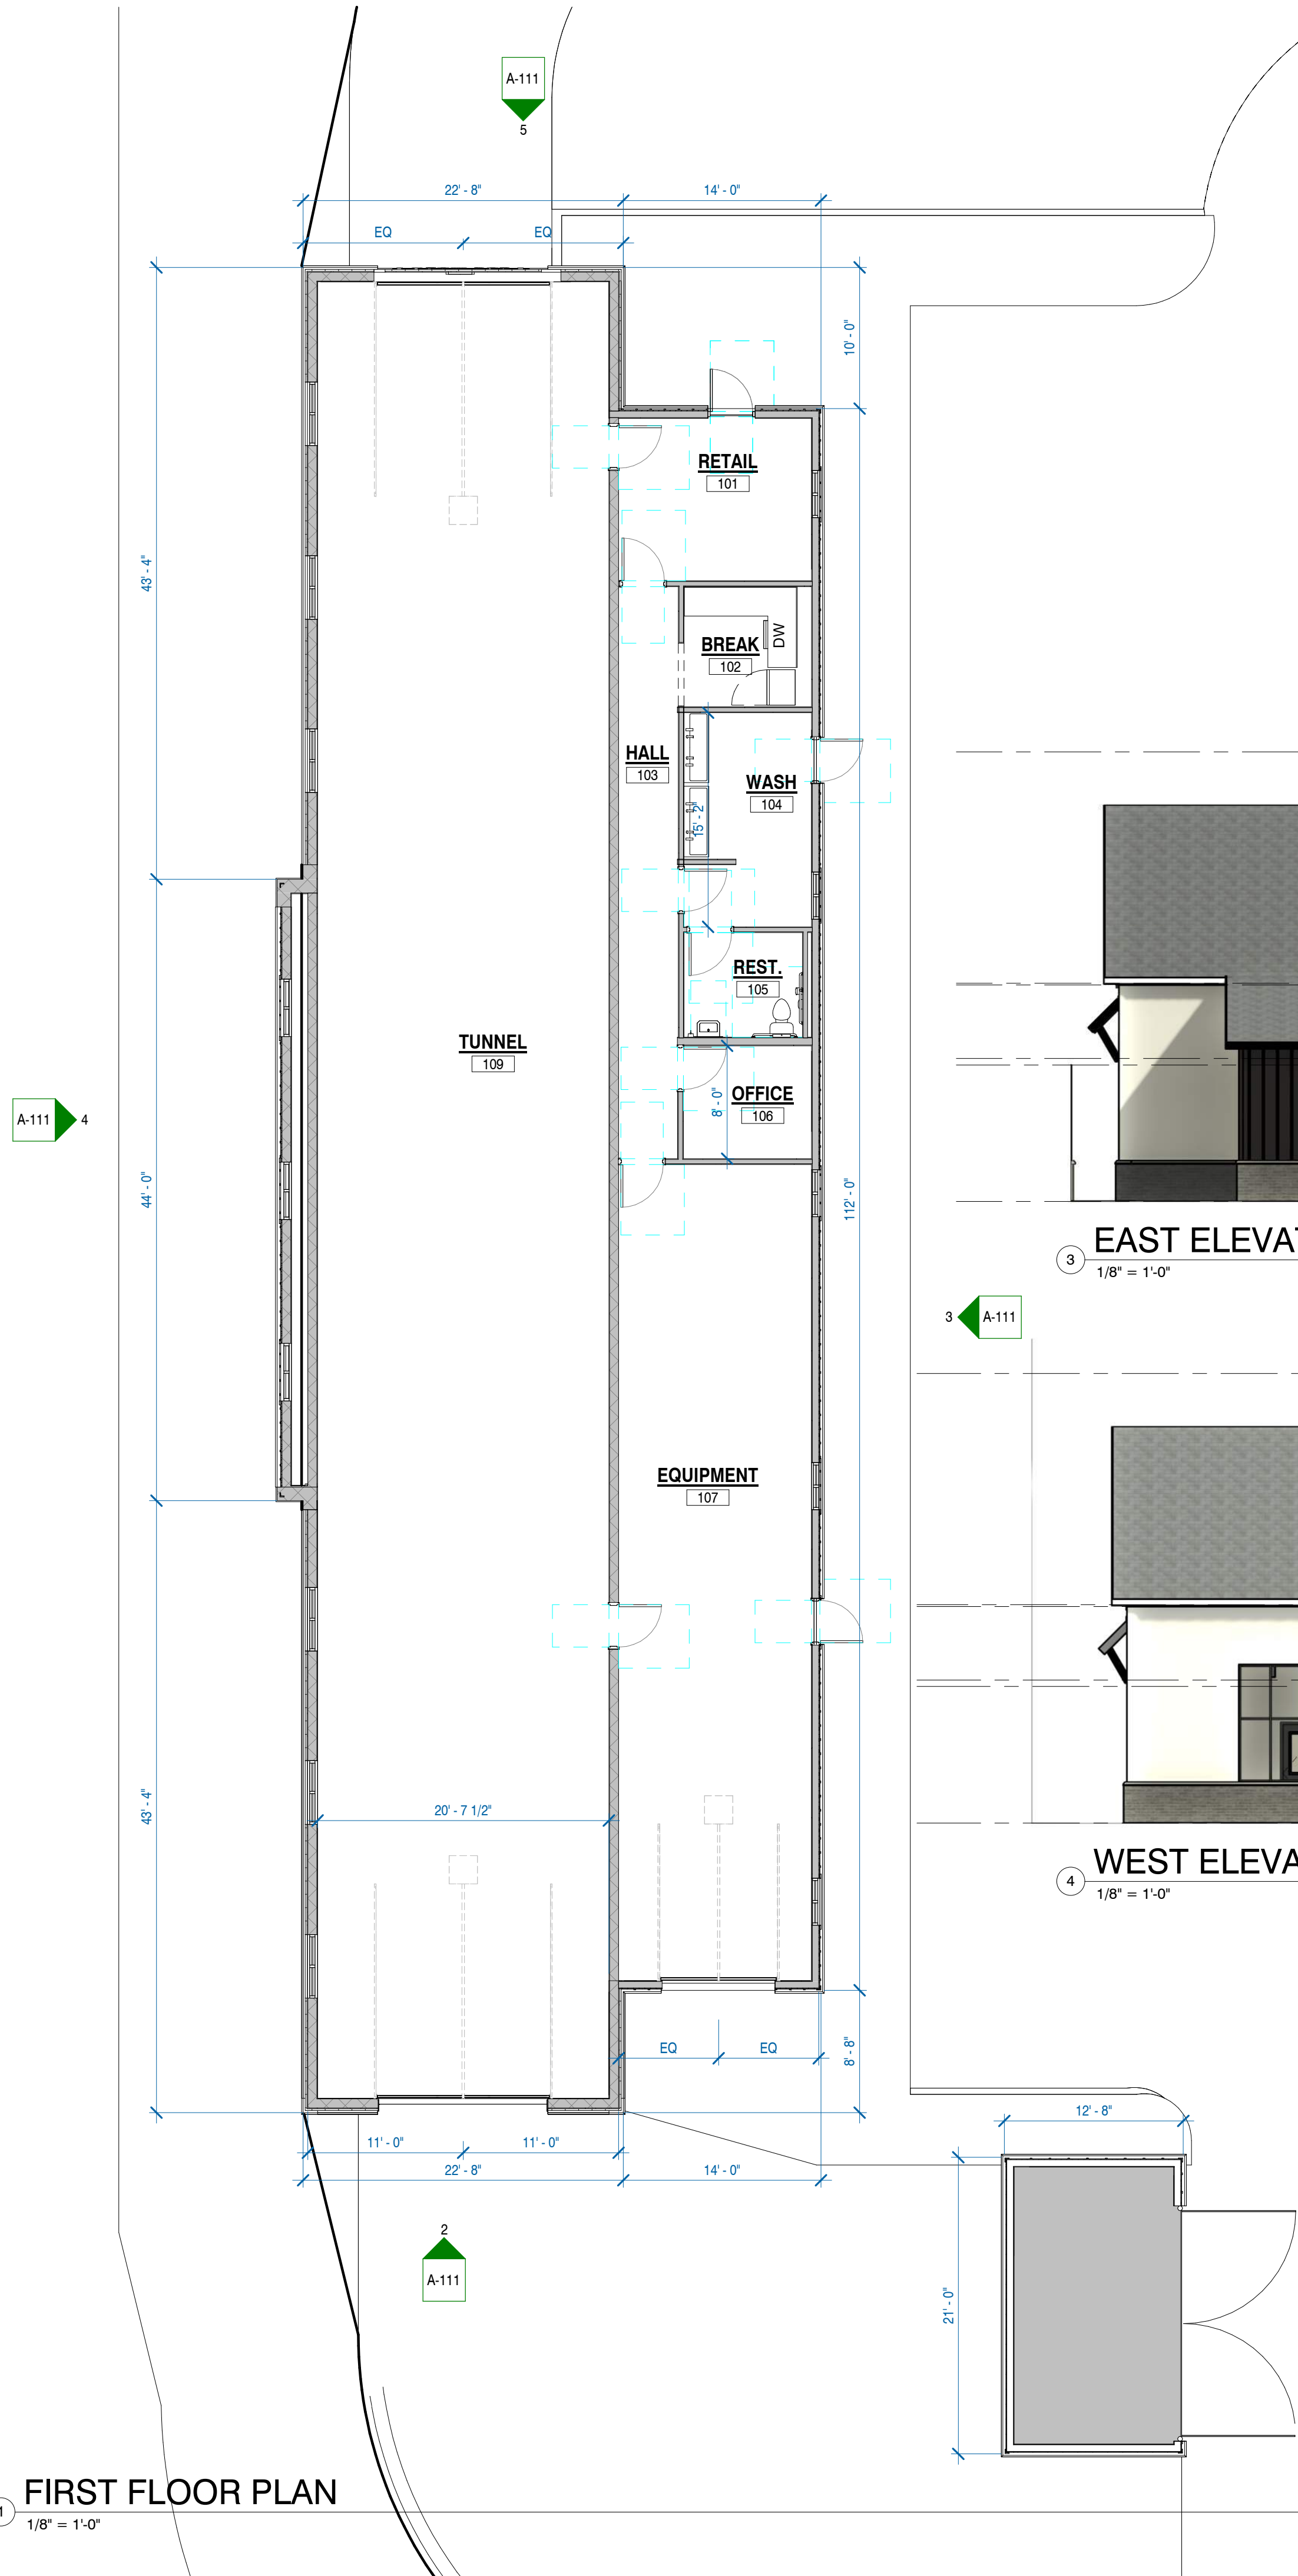 A-111
5
22' - 8"
14' - 0"
EQ
EQ
10' - 0"
43' - 4"
RETAIL
101
BREAK
102
DW
HALL
103
WASH
104
15' - 2"
REST.
105
TUNNEL
109
OFFICE
106
8' - 0"
A-111
4
44' - 0"
112' - 0"
3
EAST ELEVAT
1/8" = 1'-0"
3
A-111
EQUIPMENT
107
43' - 4"
20' - 7 1/2"
4
WEST ELEVA
1/8" = 1'-0"
EQ
EQ
8' - 8"
11' - 0"
11' - 0"
22' - 8"
14' - 0"
12' - 8"
21' - 0"
2
A-111
1
FIRST FLOOR PLAN
1/8" = 1'-0"